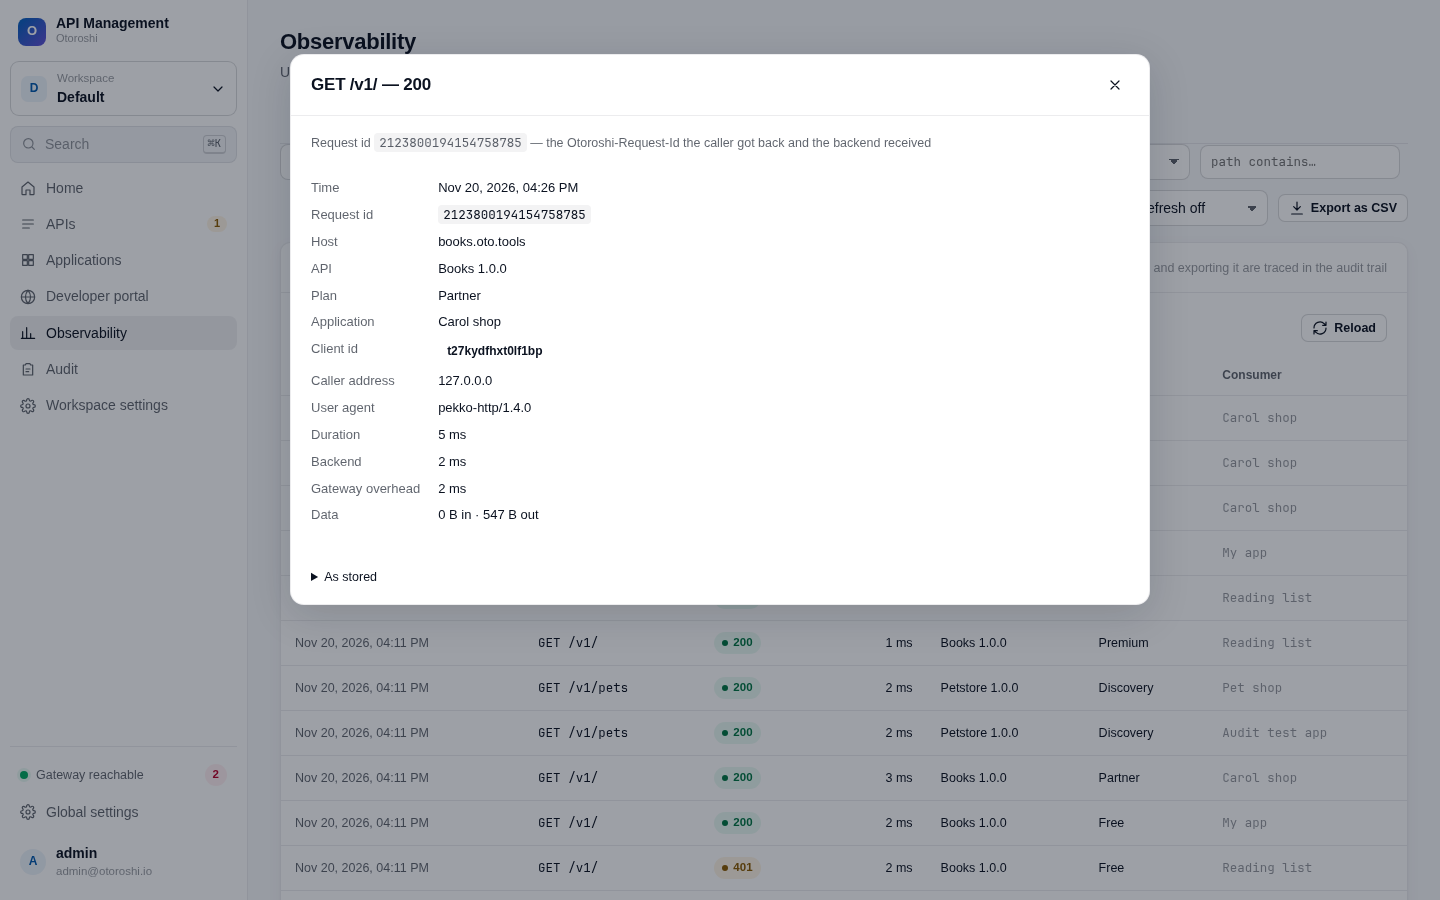 API Management
Otoroshi
D
Workspace
Default
Search
⌘K
Home
APIs
1
Applications
Developer portal
Observability
Audit
Workspace settings
Gateway reachable
2
Global settings
A
admin
admin@otoroshi.io
Observability
GET /v1/ — 200
Request id 2123800194154758785 — the Otoroshi-Request-Id the caller got back and the backend received
Time Nov 20, 2026, 04:26 PM
Request id 2123800194154758785
Host books.oto.tools
API Books 1.0.0
Plan Partner
Application Carol shop
Client id t27kydfhxt0lf1bp
Caller address 127.0.0.0
User agent pekko-http/1.4.0
Duration 5 ms
Backend 2 ms
Gateway overhead 2 ms
Data 0 B in · 547 B out
As stored
path contains…
off
Export as CSV
and exporting it are traced in the audit trail
Reload
Consumer
Carol shop
Carol shop
Carol shop
My app
Reading list
Nov 20, 2026, 04:11 PM GET /v1/ 200 1 ms Books 1.0.0 Premium Reading list
Nov 20, 2026, 04:11 PM GET /v1/pets 200 2 ms Petstore 1.0.0 Discovery Pet shop
Nov 20, 2026, 04:11 PM GET /v1/pets 200 2 ms Petstore 1.0.0 Discovery Audit test app
Nov 20, 2026, 04:11 PM GET /v1/ 200 3 ms Books 1.0.0 Partner Carol shop
Nov 20, 2026, 04:11 PM GET /v1/ 200 2 ms Books 1.0.0 Free My app
Nov 20, 2026, 04:11 PM GET /v1/ 401 2 ms Books 1.0.0 Free Reading list